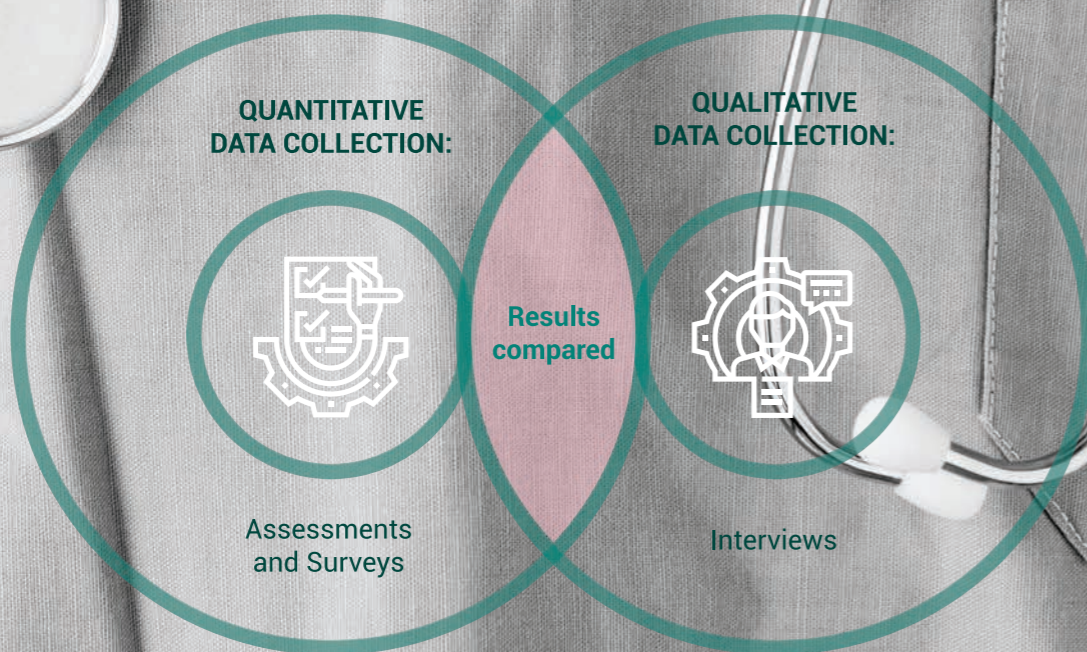 QUANTITATIVE
DATA COLLECTION:
Assessments
and Surveys
Results
compared
QUALITATIVE
DATA COLLECTION:
Interviews